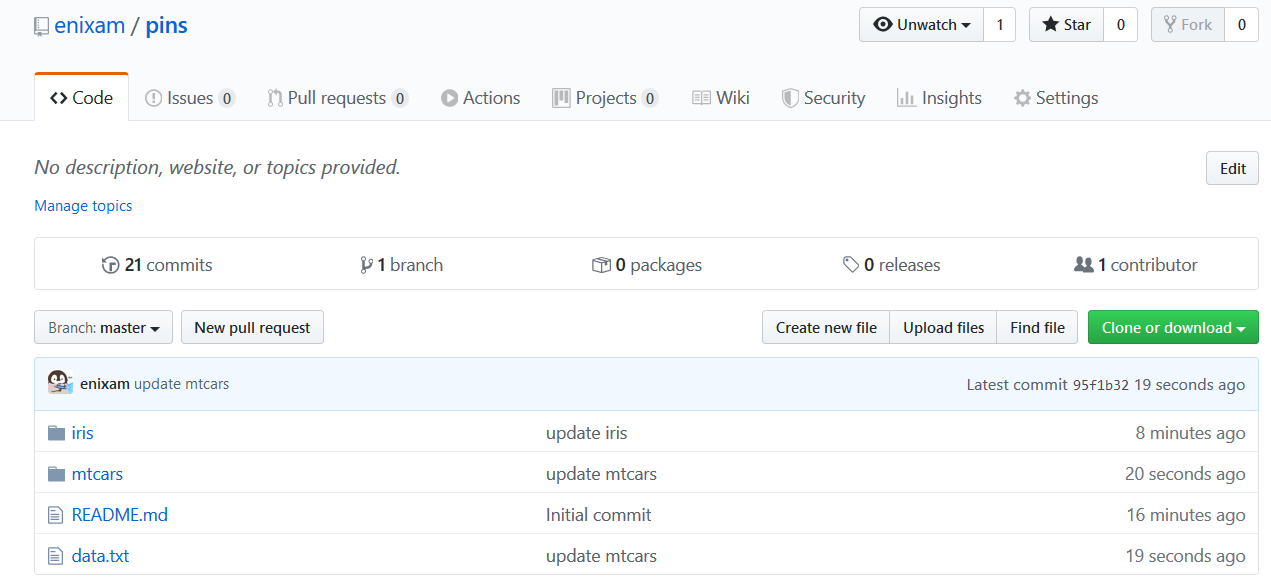 enixam / pins Unwatch 1 Star 0 Fork 0
Code Issues 0 Pull requests 0 Actions Projects 0 Wiki Security Insights Settings
No description, website, or topics provided. Edit
Manage topics
21 commits 1 branch 0 packages 0 releases 1 contributor
Branch: master New pull request Create new file Upload files Find file Clone or download
enixam update mtcars Latest commit 95f1b32 19 seconds ago
iris update iris 8 minutes ago
mtcars update mtcars 20 seconds ago
README.md Initial commit 16 minutes ago
data.txt update mtcars 19 seconds ago